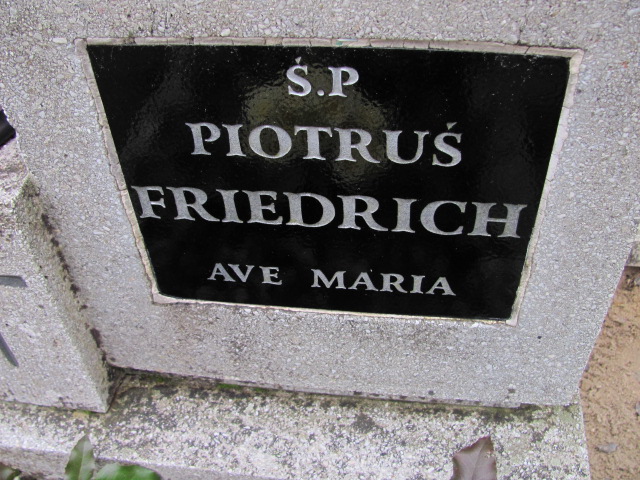 Ś.P
PIOTRUŚ
FRIEDRICH
AVE MARIA